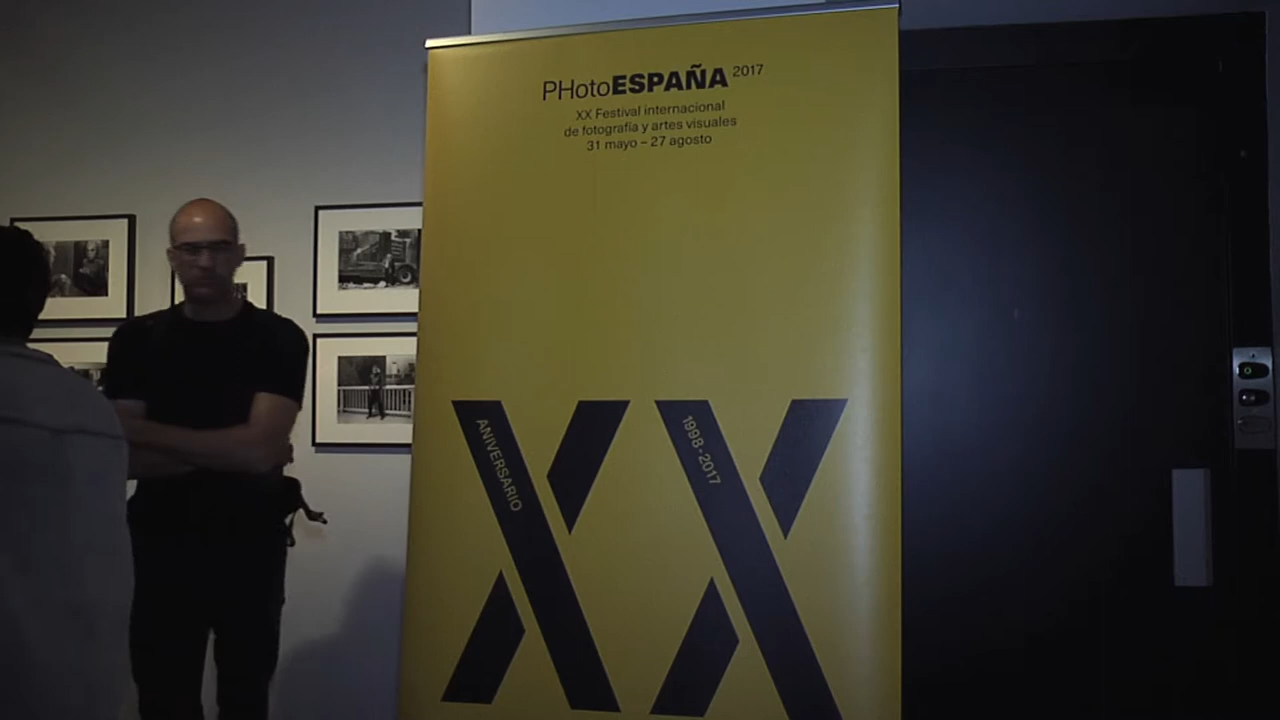 PHotoESPAÑA 2017
XX Festival internacional
de fotografía y artes visuales
31 mayo – 27 agosto
XX
ANIVERSARIO
1998-2017